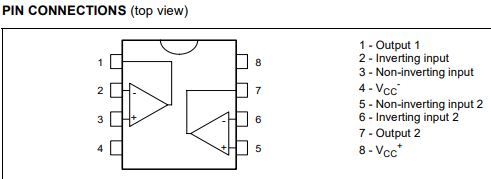 PIN CONNECTIONS (top view)
1
2
3
4
-
+
8
7
6
5
-
+
1 - Output 1
2 - Inverting input
3 - Non-inverting input
4 - VCC-
5 - Non-inverting input 2
6 - Inverting input 2
7 - Output 2
8 - VCC+